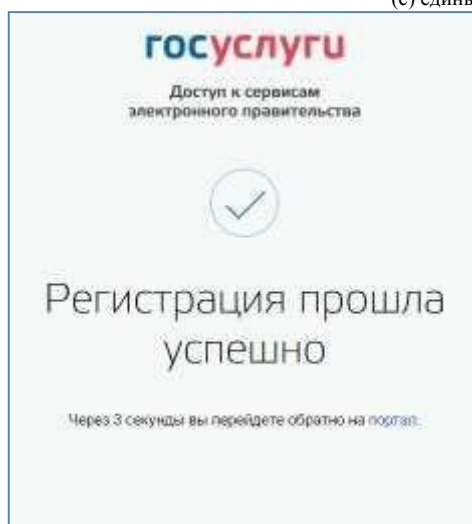 госуслуги
Доступ к сервисам
электронного правительства
Регистрация прошла
успешно
Через 3 секунды вы перейдете обратно на портал.